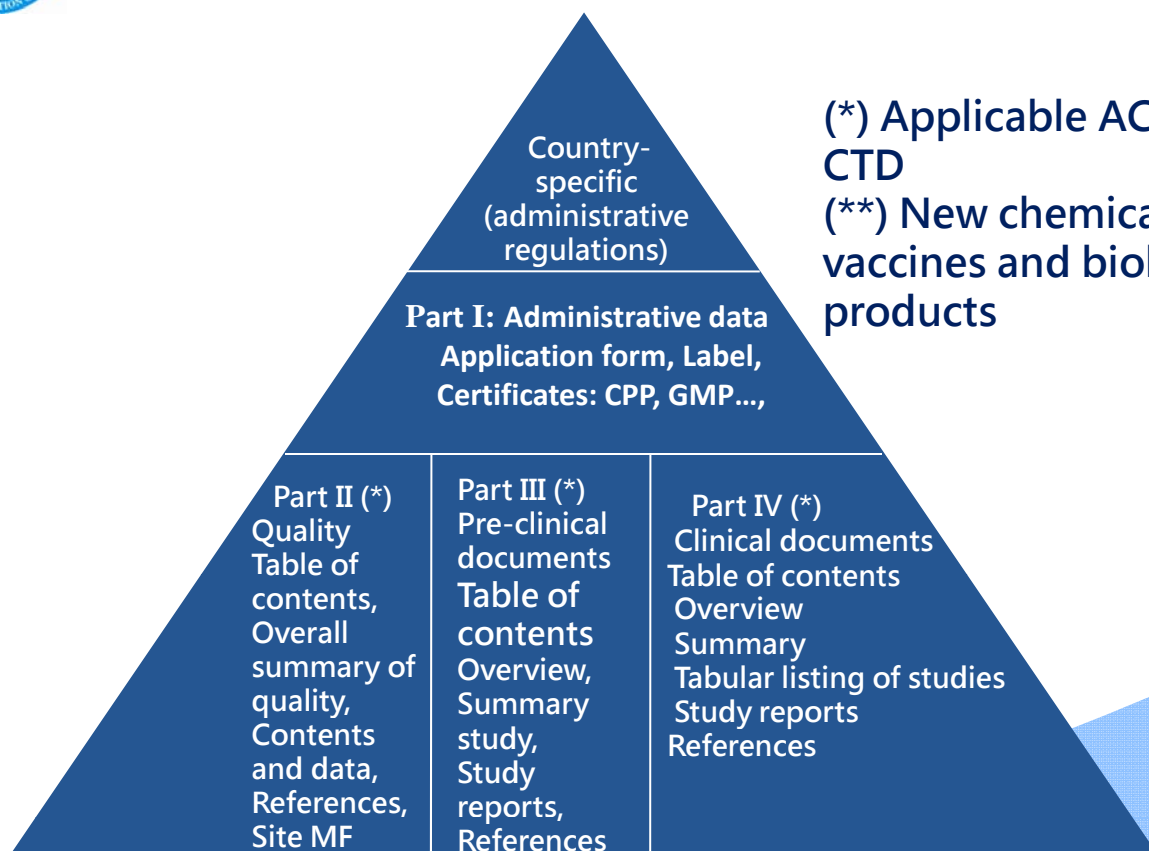 Country-
specific
(administrative
regulations)
(*) Applicable AC
CTD
(**) New chemica
vaccines and biol
products
Part I: Administrative data
Application form, Label,
Certificates: CPP, GMP...,
Part II (*)
Quality
Table of
contents,
Overall
summary of
quality,
Contents
and data,
References,
Site MF
Part III (*)
Pre-clinical
documents
Table of
contents
Overview,
Summary
study,
Study
reports,
References
Part IV (*)
Clinical documents
Table of contents
Overview
Summary
Tabular listing of studies
Study reports
References